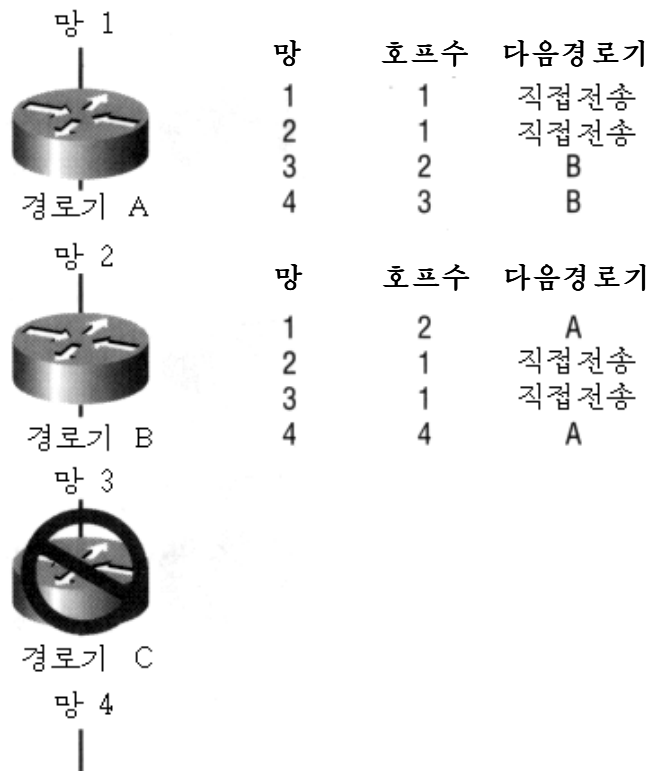 망 1
망 호프수 다음경로기
1 1 직접전송
2 1 직접전송
3 2 B
4 3 B
경로기 A
망 2
망 호프수 다음경로기
1 2 A
2 1 직접전송
3 1 직접전송
4 4 A
경로기 B
망 3
경로기 C
망 4